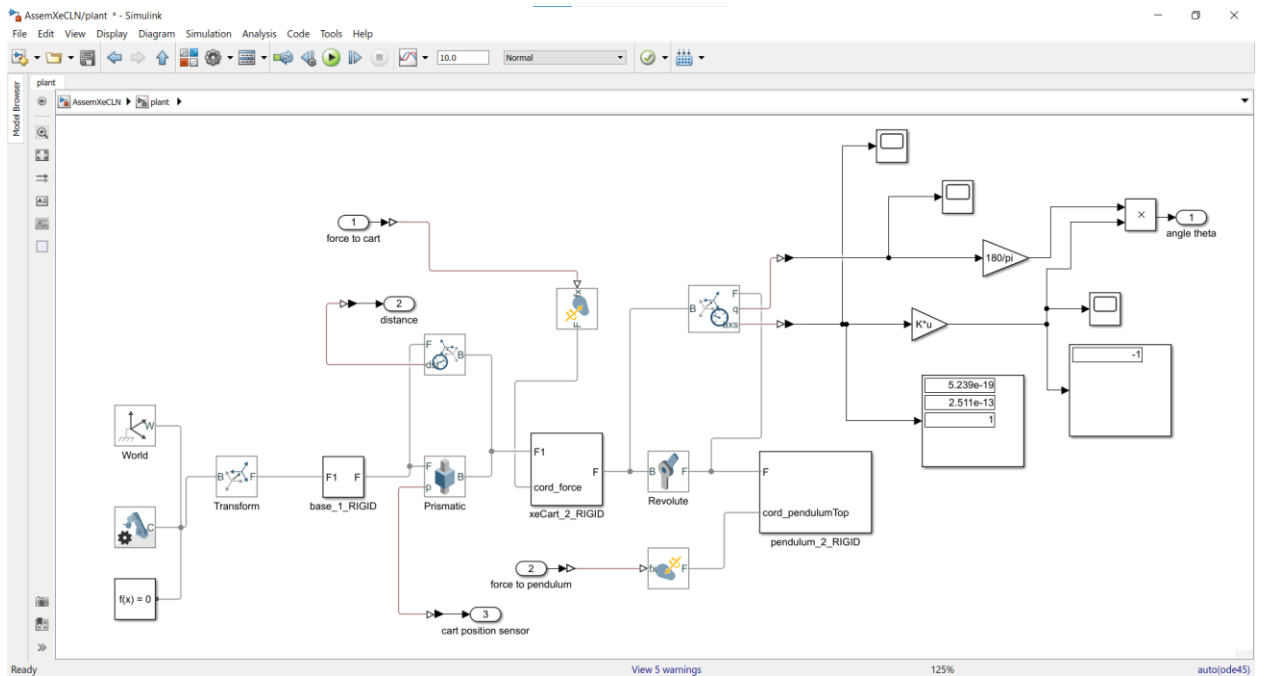 AssemXeCLN/plant * - Simulink
File Edit View Display Diagram Simulation Analysis Code Tools Help
10.0 Normal
Model Browser
plant
AssemXeCLN plant
1
force to cart
2
distance
fx
F
F
dst
B
B
F
q
axs
180/pi
K*u
×
1
angle theta
-1
5.239e-19
2.511e-13
1
W
World
C
f(x) = 0
B F
Transform
F1 F
base_1_RIGID
F
p
B
Prismatic
F1
F
cord_force
xeCart_2_RIGID
B F
Revolute
F
cord_pendulumTop
pendulum_2_RIGID
2
force to pendulum
fx F
3
cart position sensor
Ready View 5 warnings 125% auto(ode45)